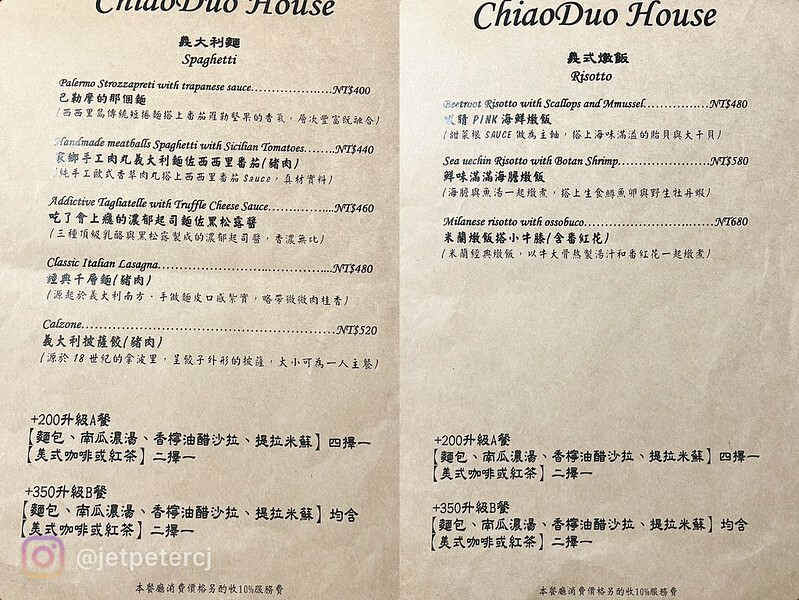 ChiaoDuo House
義大利麵
Spaghetti
Palermo Strozzapreti with trapanese sauce……………….NT$400
巴勒摩的那個麵
(西西里島傳統短捲麵搭上番茄羅勒堅果的香氣，層次豐富既融合)
Handmade meatballs Spaghetti with Sicilian Tomatoes……..NT$440
家鄉手工肉丸義大利麵佐西西里番茄(豬肉)
(純手工歐式香草肉丸搭上西西里番茄Sauce，真材實料)
Addictive Tagliatelle with Truffle Cheese Sauce……………...NT$460
吃了會上癮的濃郁起司麵佐黑松露醬
(三種頂級乳酪與黑松露製成的濃郁起司醬，香濃無比)
Classic Italian Lasagna…………………………………………....NT$480
經典千層麵(豬肉)
(源起於義大利南方．手做麵皮口感紮實，略帶微微肉桂香)
Calzone……………………………………………………………NT$520
義大利披薩餃(豬肉)
(源於18世紀的拿波里，呈餃子外形的披薩，大小可為一人主餐)
+200升級A餐
【麵包、南瓜濃湯、香檸油醋沙拉、提拉米蘇】四擇一
【美式咖啡或紅茶】二擇一
+350升級B餐
【麵包、南瓜濃湯、香檸油醋沙拉、提拉米蘇】均含
【美式咖啡或紅茶】二擇一
@jetpetercj
本餐廳消費價格另酌收10%服務費
ChiaoDuo House
義式燉飯
Risotto
Beetroot Risotto with Scallops and Mmussel……………..NT$480
吸睛PINK海鮮燉飯
(甜菜根SAUCE做為主軸，搭上海味滿溢的貽貝與大干貝)
Sea uechin Risotto with Botan Shrimp……………………..NT$580
鮮味滿滿海膽燉飯
(海膽與魚湯一起燉煮，搭上生食鱘魚卵與野生牡丹蝦)
Milanese risotto with ossobuco……………………………..NT680
米蘭燉飯搭小牛膝(含番紅花)
(米蘭經典燉飯，以牛大骨熬製湯汁和番紅花一起燉煮)
+200升級A餐
【麵包、南瓜濃湯、香檸油醋沙拉、提拉米蘇】四擇一
【美式咖啡或紅茶】二擇一
+350升級B餐
【麵包、南瓜濃湯、香檸油醋沙拉、提拉米蘇】均含
【美式咖啡或紅茶】二擇一
本餐廳消費價格另酌收10%服務費